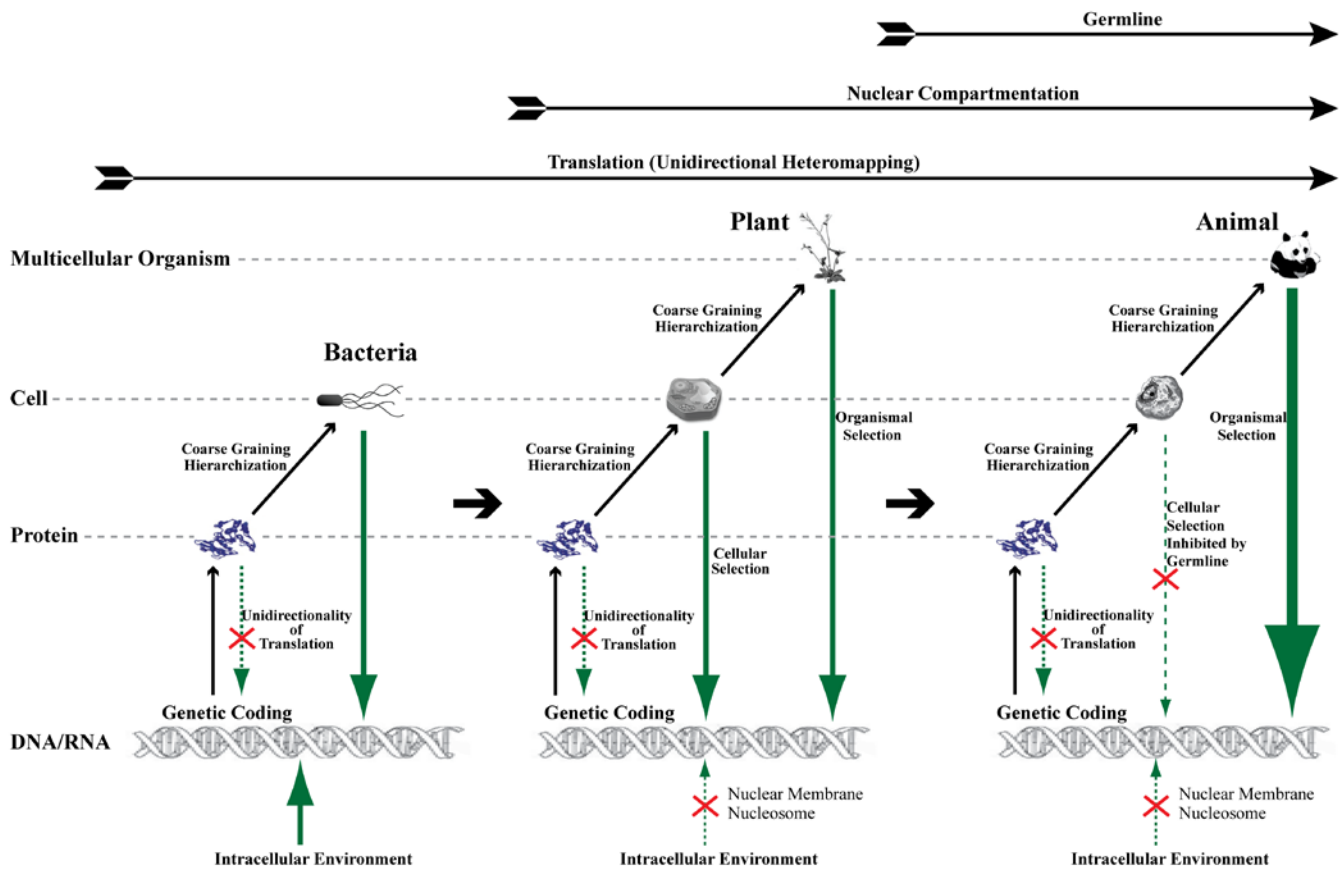 Germline
Nuclear Compartmentation
Translation (Unidirectional Heteromapping)
Plant
Animal
Multicellular Organism
Coarse Graining
Hierarchization
Coarse Graining
Hierarchization
Bacteria
Cell
Organismal
Selection
Organismal
Selection
Coarse Graining
Hierarchization
Coarse Graining
Hierarchization
Coarse Graining
Hierarchization
Protein
Cellular
Selection
Cellular
Selection
Inhibited by
Germline
Unidirectionality
of
Translation
Unidirectionality
of
Translation
Unidirectionality
of
Translation
Genetic Coding
Genetic Coding
Genetic Coding
DNA/RNA
Nuclear Membrane
Nucleosome
Nuclear Membrane
Nucleosome
Intracellular Environment
Intracellular Environment
Intracellular Environment